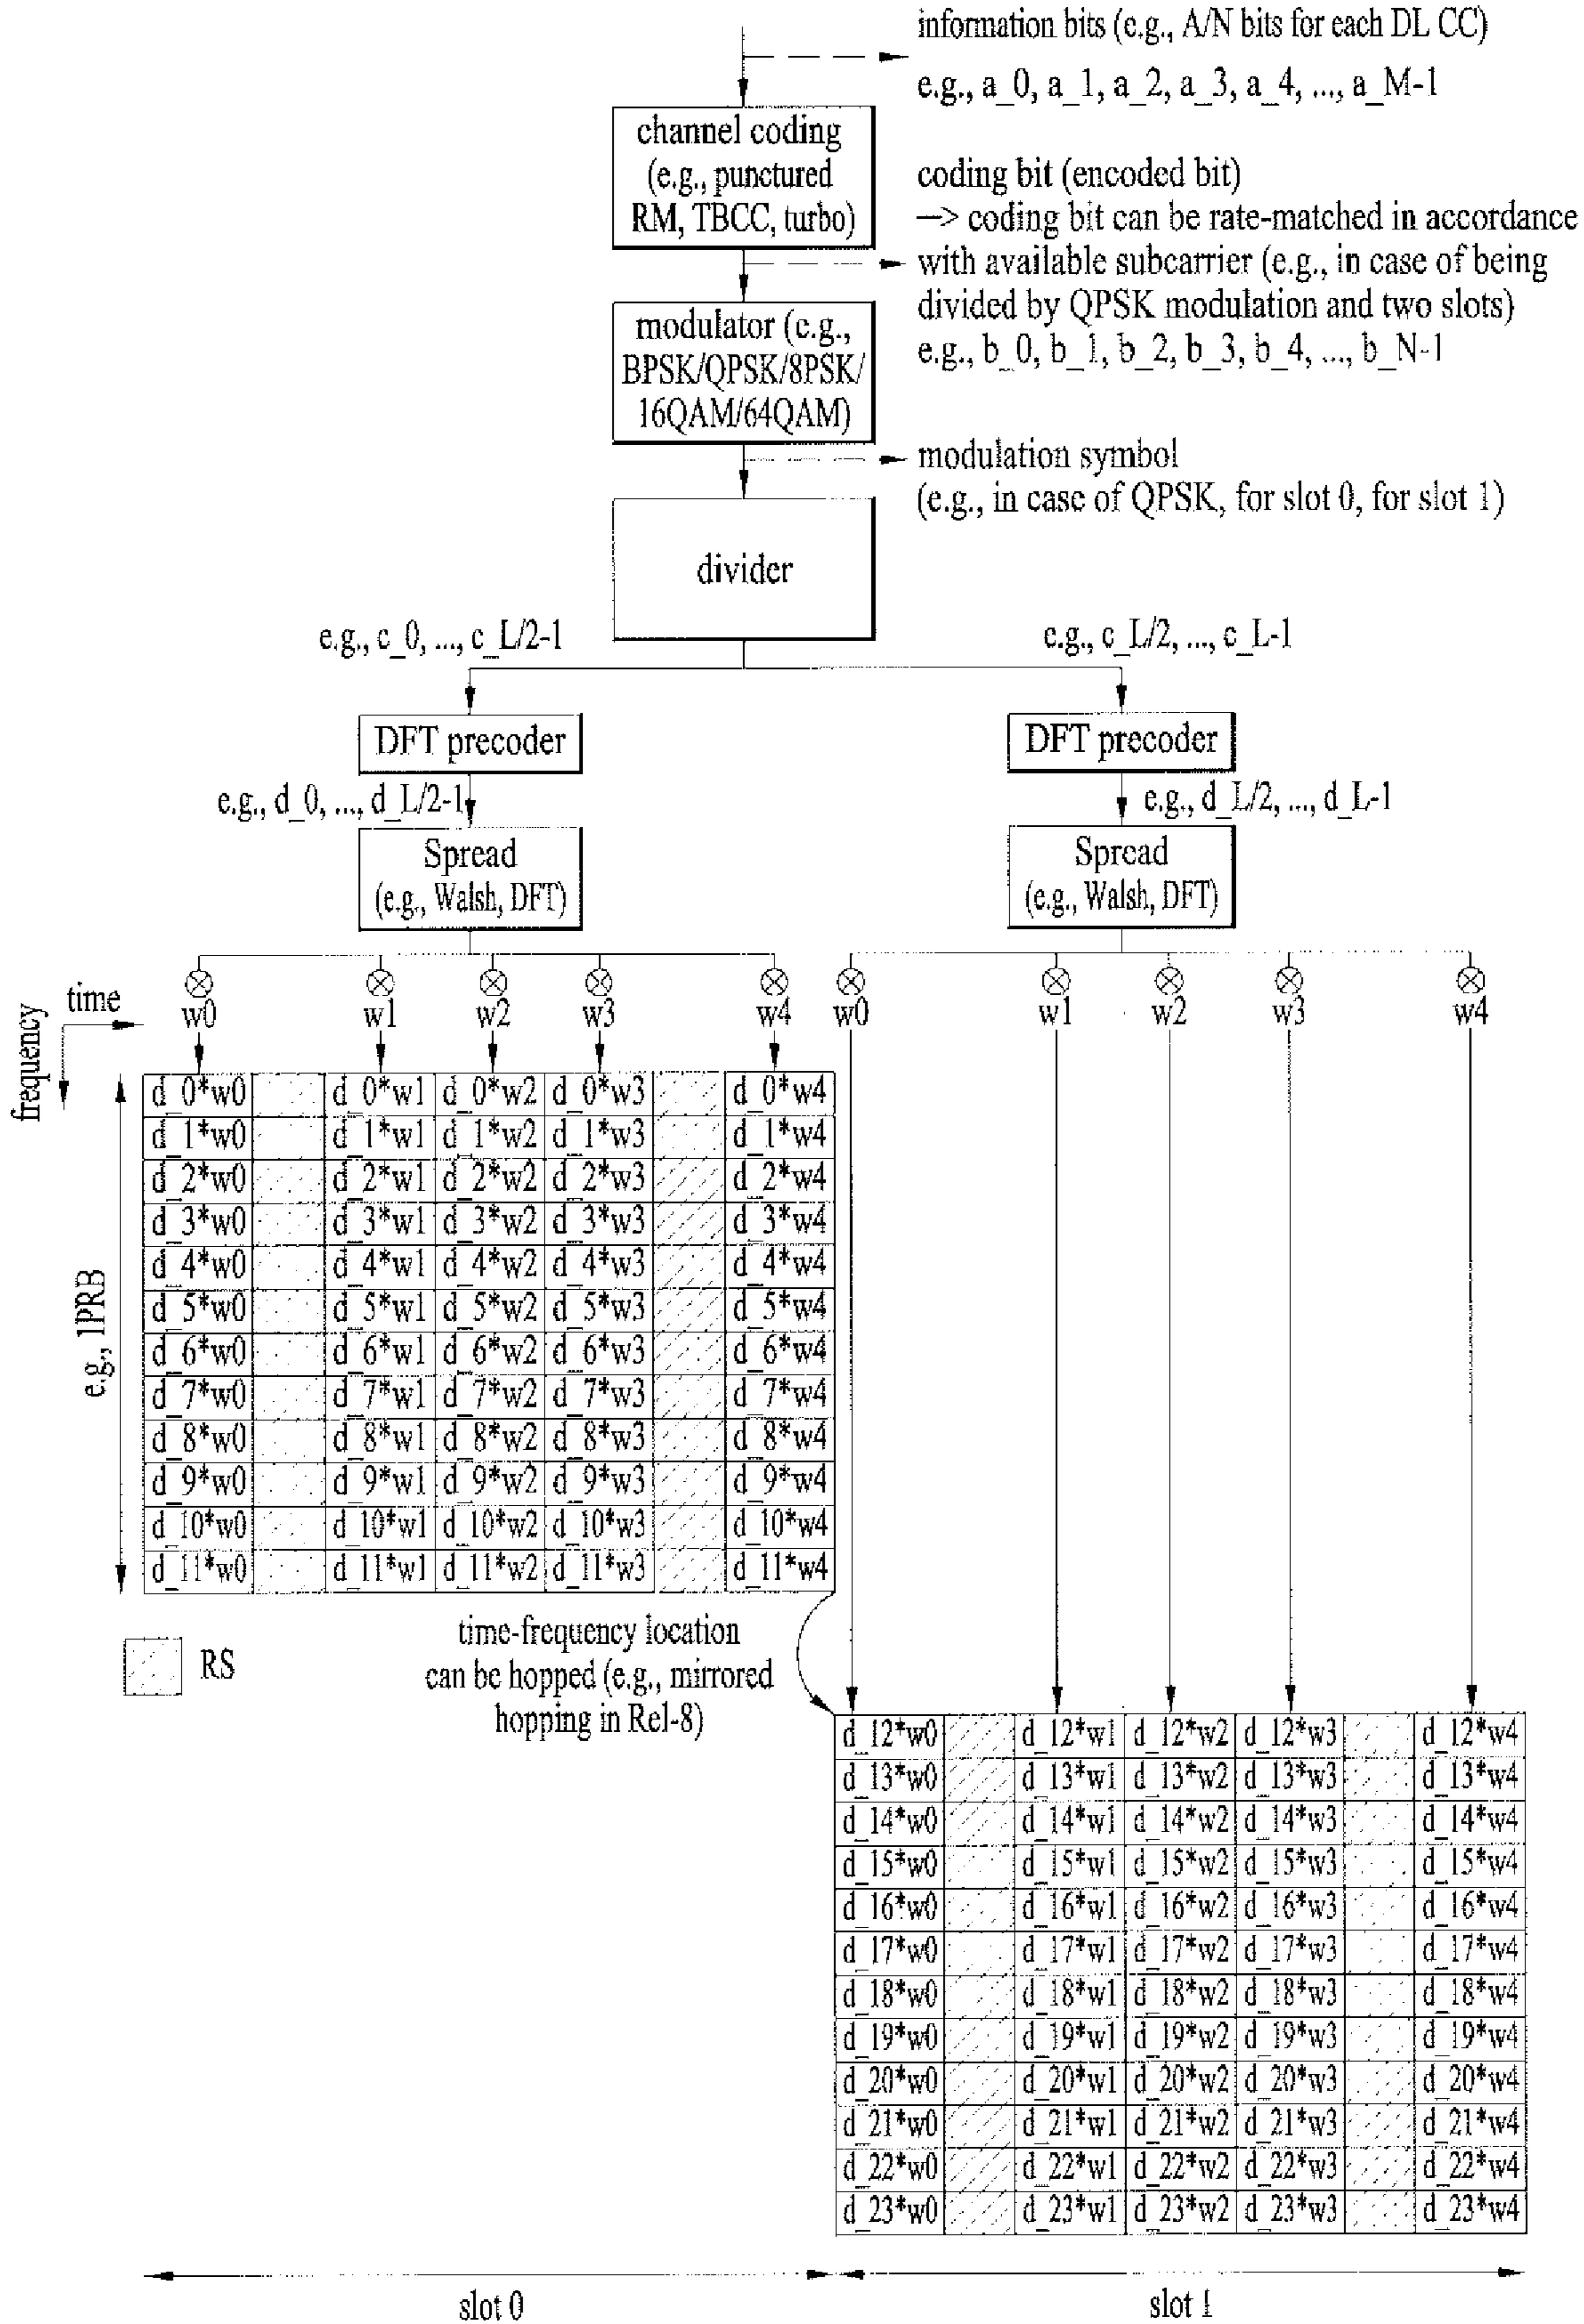 information bits (e.g., A/N bits for each DL CC)
e.g., a_0, a_1, a_2, a_3, a_4, ..., a_M-1
channel coding
(e.g., punctured
RM, TBCC, turbo)
coding bit (encoded bit)
—> coding bit can be rate-matched in accordance
with available subcarrier (e.g., in case of being
divided by QPSK modulation and two slots)
e.g., b_0, b_1, b_2, b_3, b_4, ..., b_N-1
modulator (e.g.,
BPSK/QPSK/8PSK/
16QAM/64QAM)
modulation symbol
(e.g., in case of QPSK, for slot 0, for slot 1)
divider
e.g., c_0, ..., c_L/2-1
e.g., c_L/2, ..., c_L-1
DFT precoder
DFT precoder
e.g., d_0, ..., d_L/2-1
e.g., d_L/2, ..., d_L-1
Spread
(e.g., Walsh, DFT)
Spread
(e.g., Walsh, DFT)
time
frequency
w0 w1 w2 w3 w4 w0 w1 w2 w3 w4
d_0*w0 d_0*w1 d_0*w2 d_0*w3 d_0*w4
d_1*w0 d_1*w1 d_1*w2 d_1*w3 d_1*w4
d_2*w0 d_2*w1 d_2*w2 d_2*w3 d_2*w4
d_3*w0 d_3*w1 d_3*w2 d_3*w3 d_3*w4
d_4*w0 d_4*w1 d_4*w2 d_4*w3 d_4*w4
d_5*w0 d_5*w1 d_5*w2 d_5*w3 d_5*w4
d_6*w0 d_6*w1 d_6*w2 d_6*w3 d_6*w4
d_7*w0 d_7*w1 d_7*w2 d_7*w3 d_7*w4
d_8*w0 d_8*w1 d_8*w2 d_8*w3 d_8*w4
d_9*w0 d_9*w1 d_9*w2 d_9*w3 d_9*w4
d_10*w0 d_10*w1 d_10*w2 d_10*w3 d_10*w4
d_11*w0 d_11*w1 d_11*w2 d_11*w3 d_11*w4
e.g., 1PRB
RS
time-frequency location
can be hopped (e.g., mirrored
hopping in Rel-8)
d_12*w0 d_12*w1 d_12*w2 d_12*w3 d_12*w4
d_13*w0 d_13*w1 d_13*w2 d_13*w3 d_13*w4
d_14*w0 d_14*w1 d_14*w2 d_14*w3 d_14*w4
d_15*w0 d_15*w1 d_15*w2 d_15*w3 d_15*w4
d_16*w0 d_16*w1 d_16*w2 d_16*w3 d_16*w4
d_17*w0 d_17*w1 d_17*w2 d_17*w3 d_17*w4
d_18*w0 d_18*w1 d_18*w2 d_18*w3 d_18*w4
d_19*w0 d_19*w1 d_19*w2 d_19*w3 d_19*w4
d_20*w0 d_20*w1 d_20*w2 d_20*w3 d_20*w4
d_21*w0 d_21*w1 d_21*w2 d_21*w3 d_21*w4
d_22*w0 d_22*w1 d_22*w2 d_22*w3 d_22*w4
d_23*w0 d_23*w1 d_23*w2 d_23*w3 d_23*w4
slot 0
slot 1